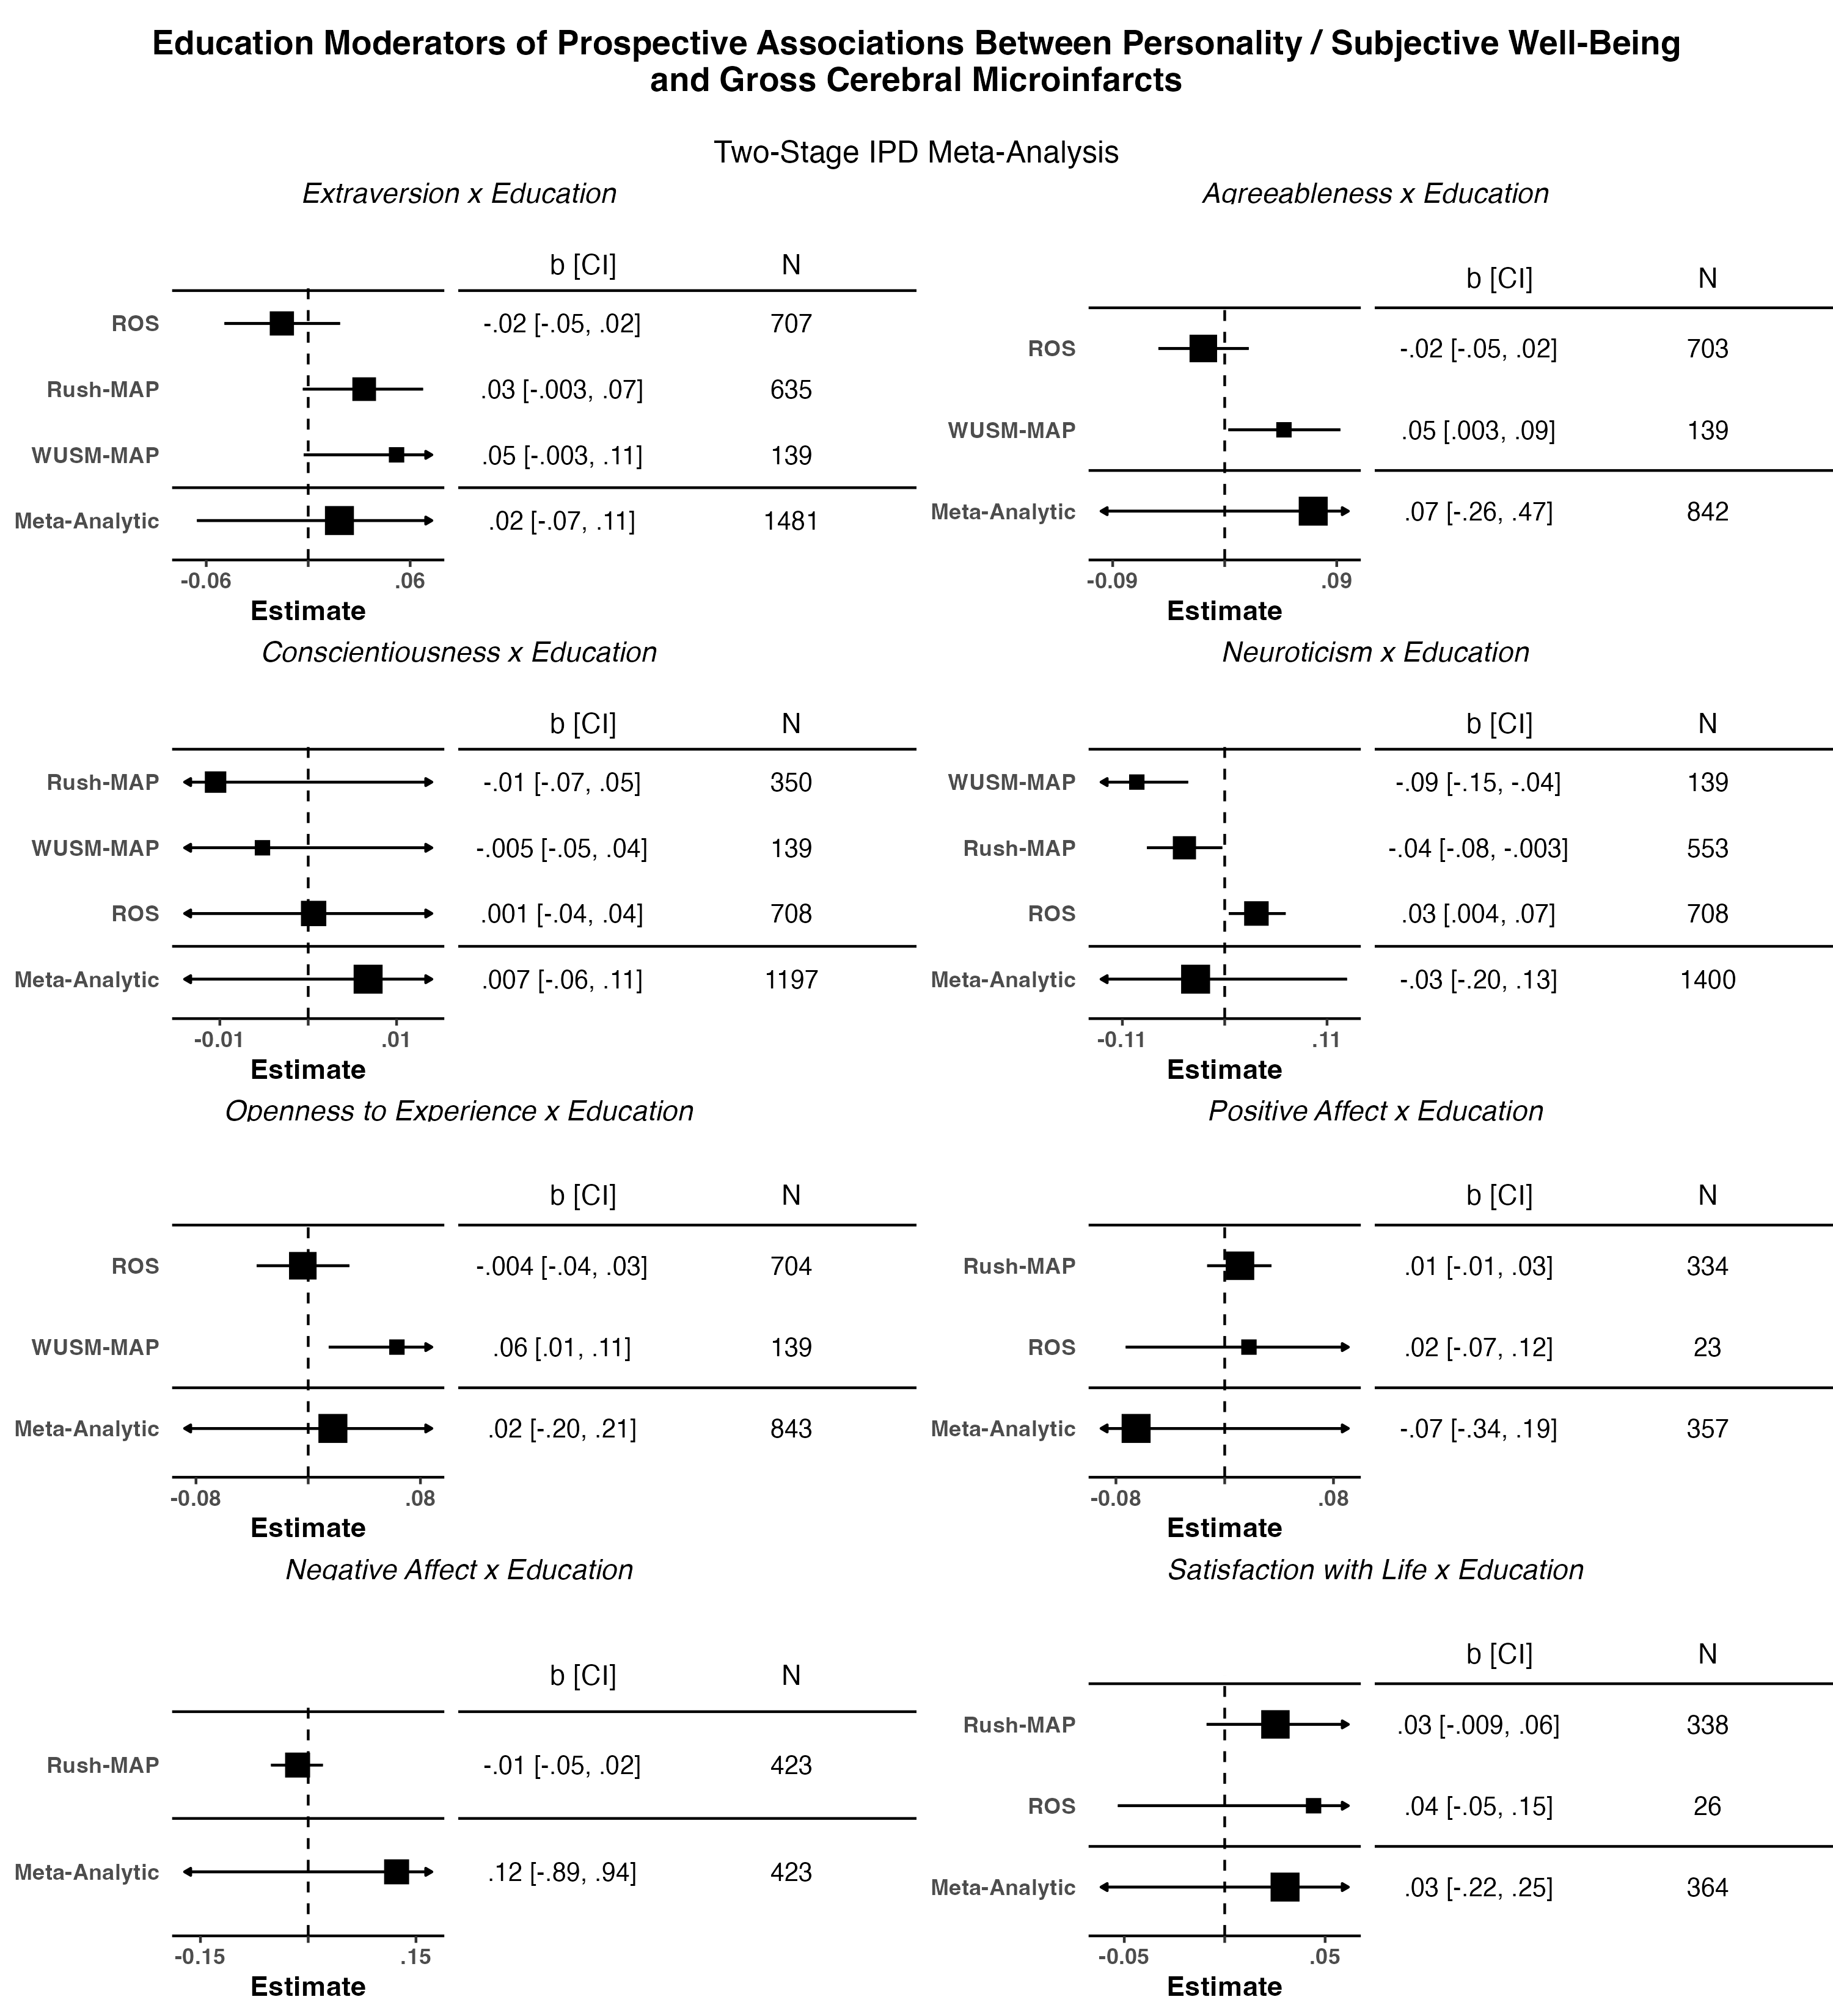 Education Moderators of Prospective Associations Between Personality / Subjective Well-Being
and Gross Cerebral Microinfarcts
Two-Stage IPD Meta-Analysis
Extraversion x Education
b [CI] N
ROS -.02 [-.05, .02] 707
Rush-MAP .03 [-.003, .07] 635
WUSM-MAP .05 [-.003, .11] 139
Meta-Analytic .02 [-.07, .11] 1481
-0.06 .06
Estimate
Agreeableness x Education
b [CI] N
ROS -.02 [-.05, .02] 703
WUSM-MAP .05 [.003, .09] 139
Meta-Analytic .07 [-.26, .47] 842
-0.09 .09
Estimate
Conscientiousness x Education
b [CI] N
Rush-MAP -.01 [-.07, .05] 350
WUSM-MAP -.005 [-.05, .04] 139
ROS .001 [-.04, .04] 708
Meta-Analytic .007 [-.06, .11] 1197
-0.01 .01
Estimate
Neuroticism x Education
b [CI] N
WUSM-MAP -.09 [-.15, -.04] 139
Rush-MAP -.04 [-.08, -.003] 553
ROS .03 [.004, .07] 708
Meta-Analytic -.03 [-.20, .13] 1400
-0.11 .11
Estimate
Openness to Experience x Education
b [CI] N
ROS -.004 [-.04, .03] 704
WUSM-MAP .06 [.01, .11] 139
Meta-Analytic .02 [-.20, .21] 843
-0.08 .08
Estimate
Positive Affect x Education
b [CI] N
Rush-MAP .01 [-.01, .03] 334
ROS .02 [-.07, .12] 23
Meta-Analytic -.07 [-.34, .19] 357
-0.08 .08
Estimate
Negative Affect x Education
b [CI] N
Rush-MAP -.01 [-.05, .02] 423
Meta-Analytic .12 [-.89, .94] 423
-0.15 .15
Estimate
Satisfaction with Life x Education
b [CI] N
Rush-MAP .03 [-.009, .06] 338
ROS .04 [-.05, .15] 26
Meta-Analytic .03 [-.22, .25] 364
-0.05 .05
Estimate